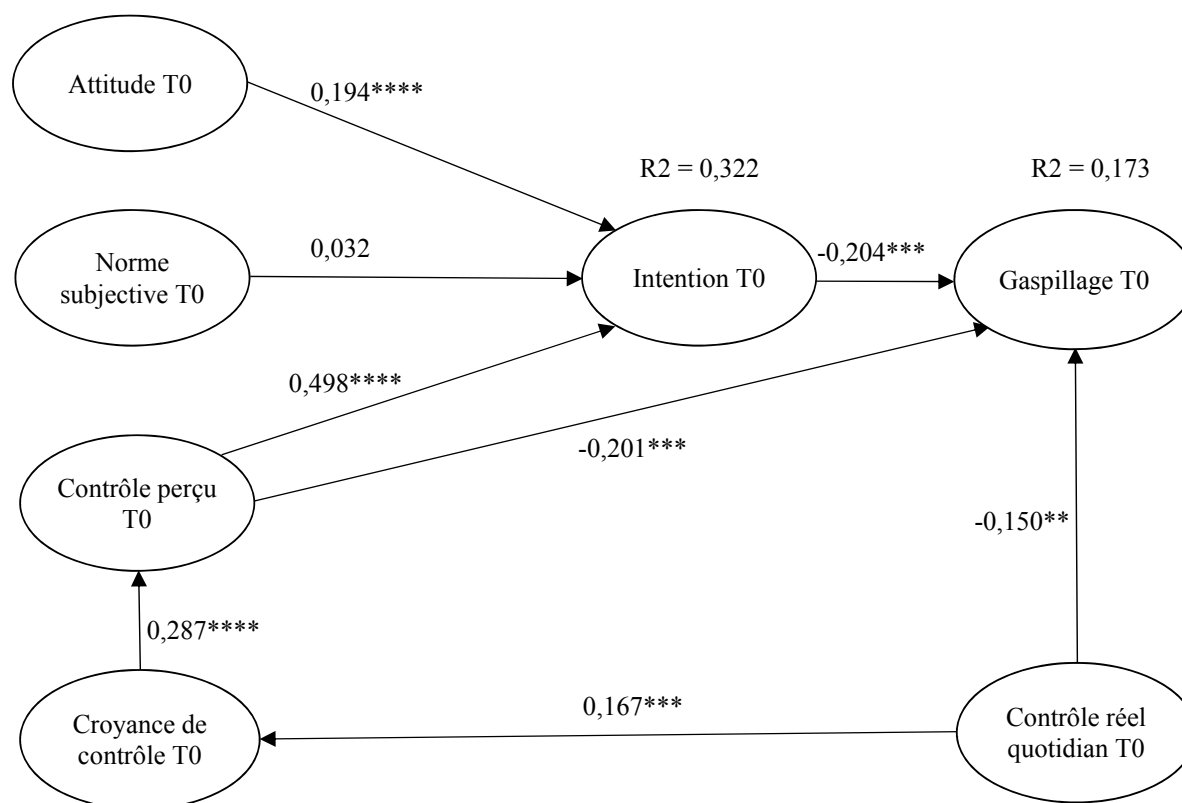 Attitude T0
0,194****
R2 = 0,322
R2 = 0,173
Norme
subjective T0
0,032
Intention T0
-0,204***
Gaspillage T0
0,498****
-0,201***
Contrôle perçu
T0
-0,150**
0,287****
Croyance de
contrôle T0
0,167***
Contrôle réel
quotidian T0